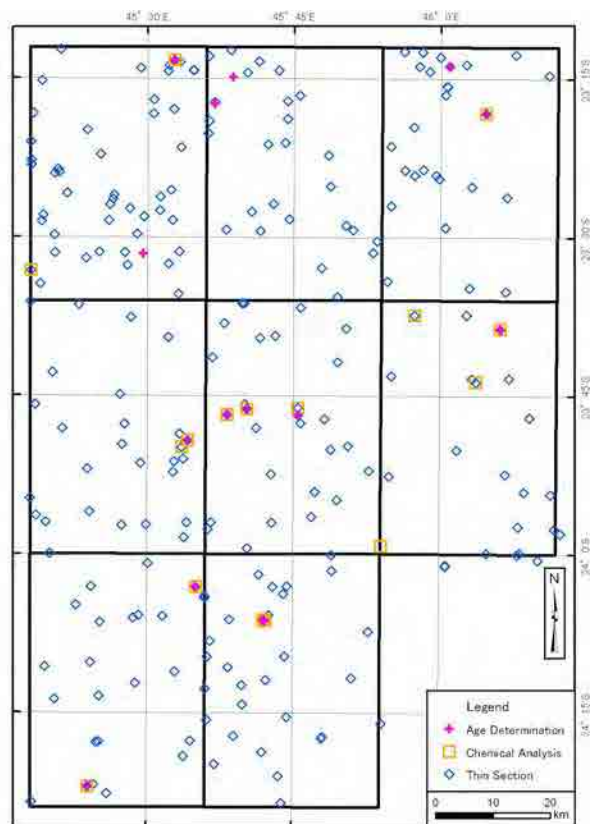 45°30'E 45°45'E 46°0'E
23°15'S
23°30'S
23°45'S
24°0'S
N
24°15'S
Legend
Age Determination
Chemical Analysis
Thin Section
0 10 20
km